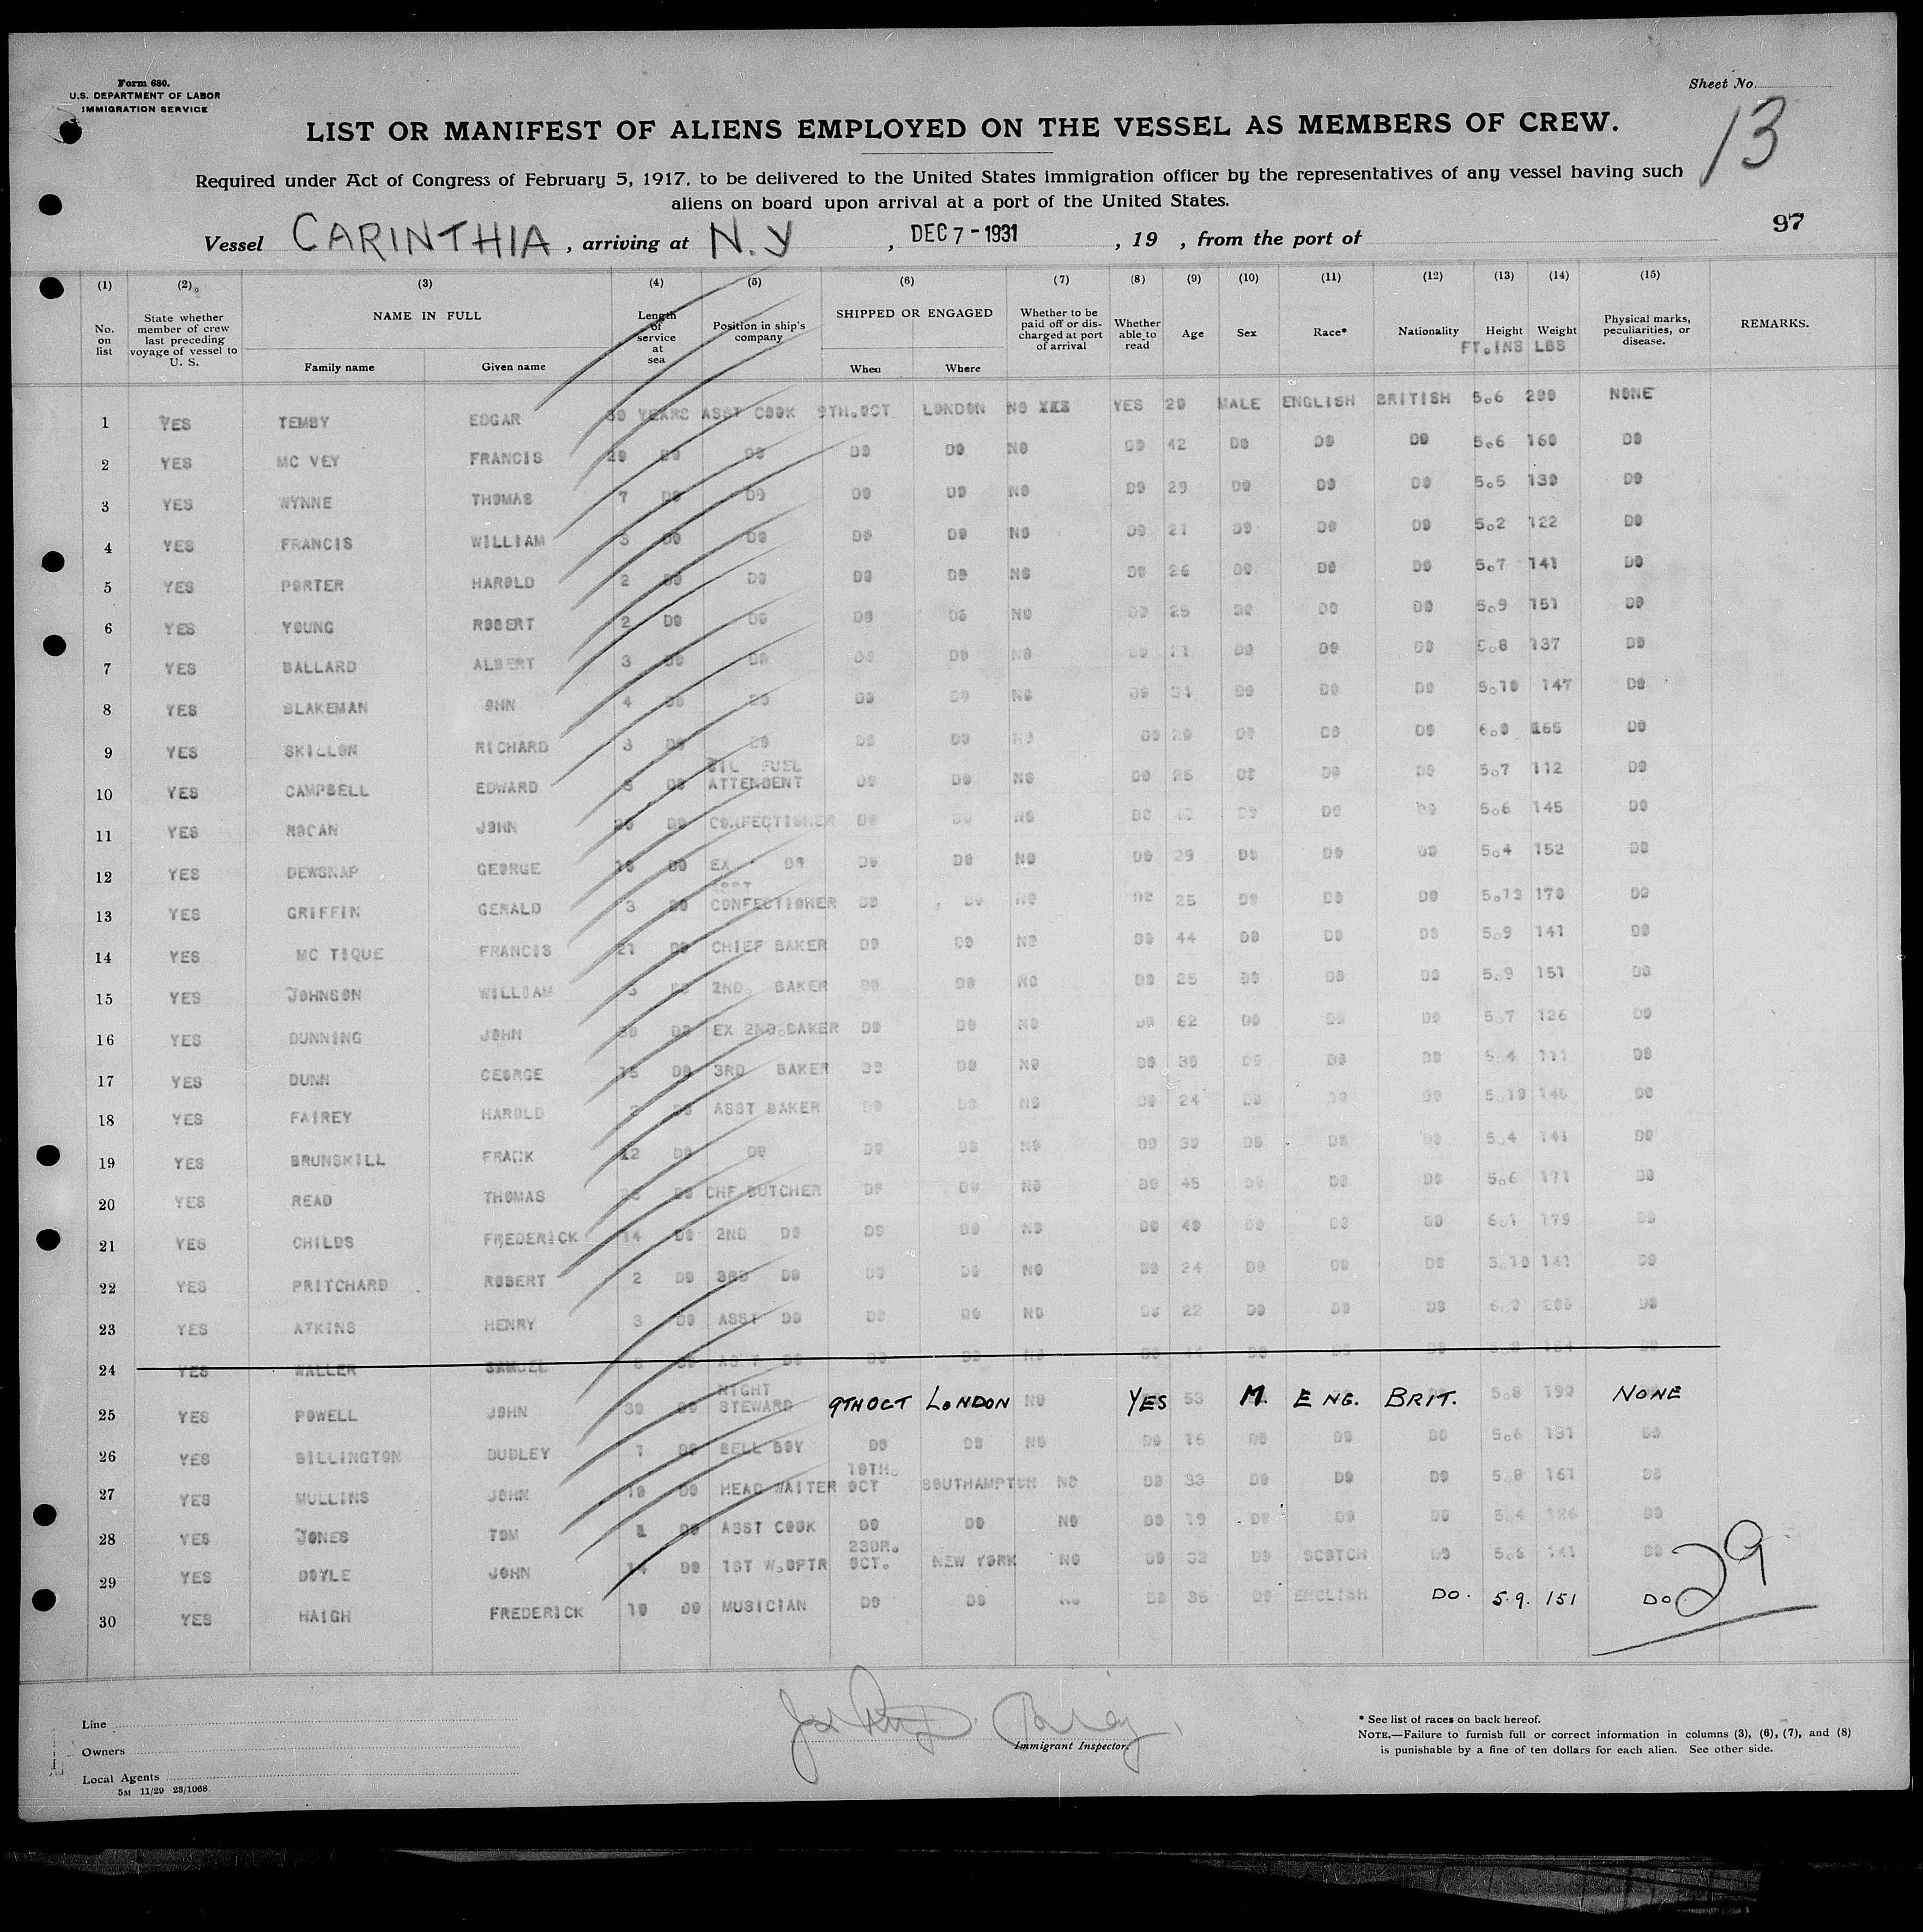 Form 680.
U.S. DEPARTMENT OF LABOR
IMMIGRATION SERVICE
Sheet No.
13
LIST OR MANIFEST OF ALIENS EMPLOYED ON THE VESSEL AS MEMBERS OF CREW.
Required under Act of Congress of February 5, 1917, to be delivered to the United States immigration officer by the representatives of any vessel having such
aliens on board upon arrival at a port of the United States.
97
Vessel CARINTHIA, arriving at N.Y, DEC 7-1931, 19 , from the port of
(1) (2) (3) (4) (5) (6) (7) (8) (9) (10) (11) (12) (13) (14) (15)
No. on list State whether member of crew last preceding voyage of vessel to U. S. NAME IN FULL Length of service at sea Position in ship's company SHIPPED OR ENGAGED Whether to be paid off or discharged at port of arrival Whether able to read Age Sex Race* Nationality Height Weight Physical marks, peculiarities, or disease. REMARKS.
FT.INS LBS
Family name Given name When Where
1 YES TEMBY EDGAR YEARS ASST COOK 9TH.OCT LONDON NO YES MALE ENGLISH BRITISH 5.6 200 NONE
2 YES MC VEY FRANCIS 20 DO DO DO DO NO DO 42 DO DO DO 5.6 160 DO
3 YES WYNNE THOMAS 7 DO DO DO DO NO DO 29 DO DO DO 5.5 130 DO
4 YES FRANCIS WILLIAM DO DO DO DO NO DO 21 DO DO DO 5.2 122 DO
5 YES PORTER HAROLD 2 DO DO DO DO NO DO 26 DO DO DO 5.7 141 DO
6 YES YOUNG ROBERT 2 DO DO DO DO NO DO 25 DO DO DO 5.9 151 DO
7 YES BALLARD ALBERT 3 DO DO DO DO NO DO 21 DO DO DO 5.8 137 DO
8 YES BLAKEMAN OHN 4 DO DO DO DO NO DO DO DO DO 5.10 147 DO
9 YES SKILLON RICHARD 3 DO DO DO DO NO DO DO DO DO 6.0 165 DO
10 YES CAMPBELL EDWARD DO OIL FUEL ATTENDENT DO DO NO DO DO DO DO 5.7 112 DO
11 YES JOHN DO CONFECTIONER DO DO NO DO DO DO DO 5.6 145 DO
12 YES DEWSNAP GEORGE DO EX DO DO DO NO DO 29 DO DO DO 5.4 152 DO
13 YES GRIFFIN GERALD 3 DO ASST CONFECTIONER DO DO NO DO 25 DO DO DO 170 DO
14 YES MC TIQUE FRANCIS 21 DO CHIEF BAKER DO DO NO DO 44 DO DO DO 5.9 141 DO
15 YES JOHNSON WILLIAM DO 2ND. BAKER DO DO NO DO 25 DO DO DO 5.9 151 DO
16 YES DUNNING JOHN DO EX 2ND.BAKER DO DO NO DO 62 DO DO DO 5.7 126 DO
17 YES DUNN GEORGE 15 DO 3RD BAKER DO DO NO DO DO DO DO 5.4 111 DO
18 YES FAIREY HAROLD 2 DO ASST BAKER DO DO NO DO 24 DO DO DO 5.10 DO
19 YES BRUNSKILL FRANK 12 DO DO DO DO NO DO DO DO DO 5.4 141 DO
20 YES READ THOMAS DO CHF BUTCHER DO DO NO DO 45 DO DO DO 5.6 171 DO
21 YES CHILDS FREDERICK 14 DO 2ND DO DO DO NO DO DO DO DO 6.1 DO
22 YES PRITCHARD ROBERT 2 DO 3RD DO DO DO NO DO 24 DO DO DO 5.10 141 DO
23 YES ATKINS HENRY 3 DO ASST DO DO DO NO DO 22 DO DO DO DO
24 YES WALLER SAMUEL DO DO DO DO NO DO DO DO DO DO
25 YES POWELL JOHN DO NIGHT STEWARD 9TH OCT LONDON NO YES 53 M. ENG. BRIT. 5.8 190 NONE
26 YES BILLINGTON DUDLEY 1 DO BELL BOY DO DO NO DO 16 DO DO DO 5.6 131 DO
27 YES MULLINS JOHN DO HEAD WAITER 10TH. OCT SOUTHAMPTON NO DO 33 DO DO DO 5.8 161 DO
28 YES JONES TOM DO ASST COOK DO DO NO DO 19 DO DO DO 5.4 126 DO
29 YES DOYLE JOHN DO 1ST W.OPTR 23DR. OCT. NEW YORK NO DO 32 DO SCOTCH DO 141 DO
30 YES HAIGH FREDERICK 10 DO MUSICIAN DO DO NO DO 35 DO ENGLISH DO. 5.9. 151 DO
29
Immigrant Inspector.
Line
Owners
Local Agents
5M 11/29 23/1068
* See list of races on back hereof.
NOTE.—Failure to furnish full or correct information in columns (3), (6), (7), and (8)
is punishable by a fine of ten dollars for each alien. See other side.